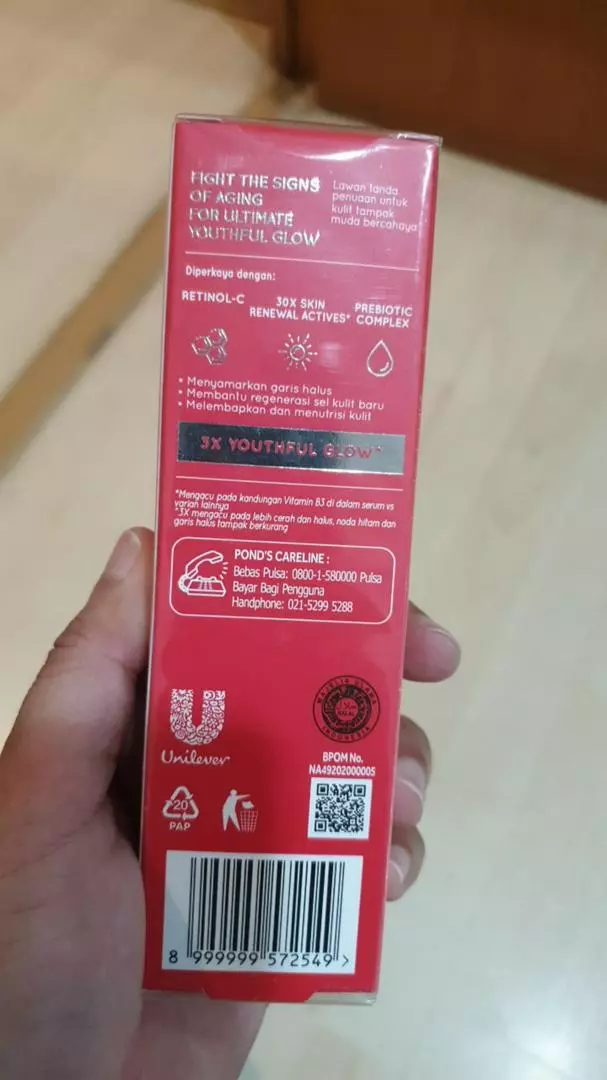 FIGHT THE SIGNS
OF AGING
FOR ULTIMATE
YOUTHFUL GLOW
Lawan tanda
penuaan untuk
kulit tampak
muda bercahaya
Diperkaya dengan:
RETINOL-C
30X SKIN
RENEWAL ACTIVES*
PREBIOTIC
COMPLEX
• Menyamarkan garis halus
• Membantu regenerasi sel kulit baru
• Melembapkan dan menutrisi kulit
3X YOUTHFUL GLOW^
*Mengacu pada kandungan Vitamin B3 di dalam serum vs
varian lainnya
^3X mengacu pada lebih cerah dan halus, noda hitam dan
garis halus tampak berkurang
POND'S CARELINE :
Bebas Pulsa: 0800-1-580000 Pulsa
Bayar Bagi Pengguna
Handphone: 021-5299 5288
Unilever
MAJELIS ULAMA
HALAL
INDONESIA
BPOM No.
NA49202000005
20
PAP
8 999999 572549 >